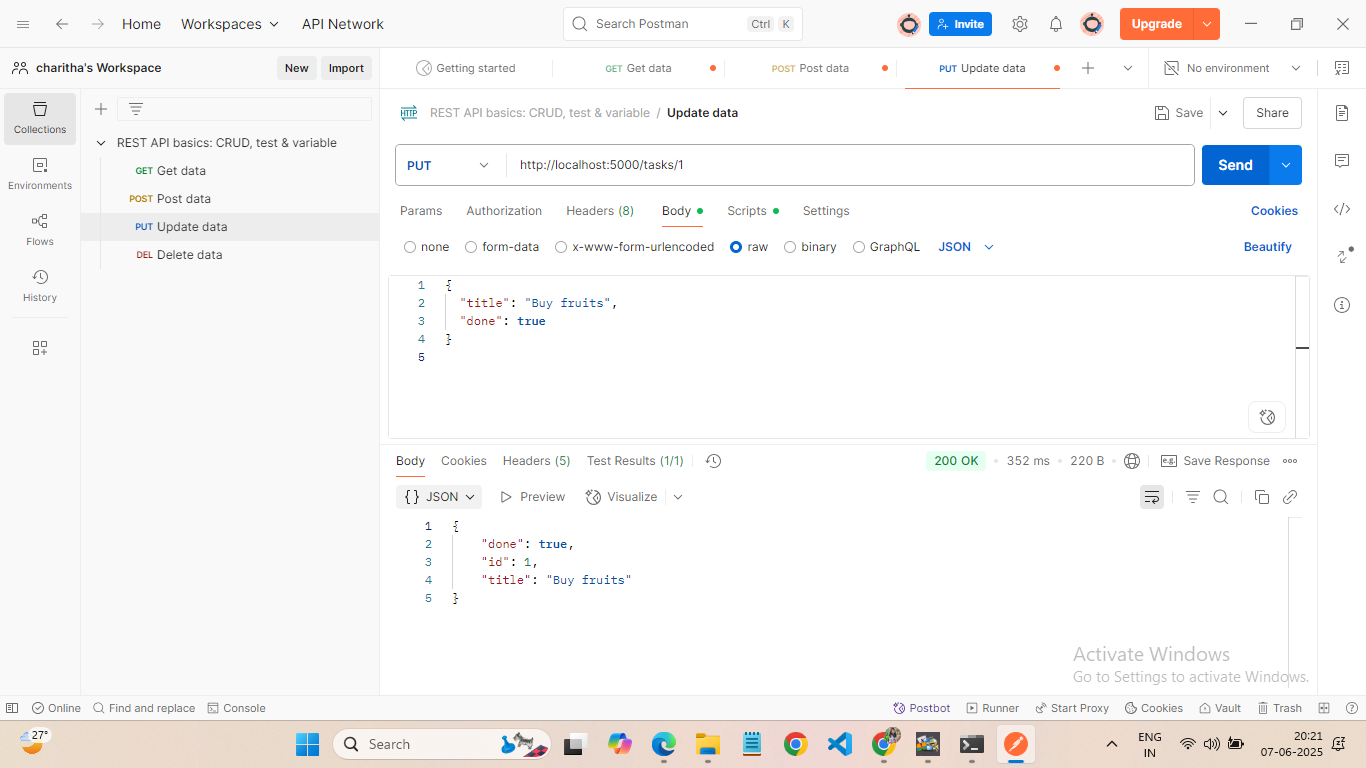 Home Workspaces API Network Search Postman Ctrl K Invite Upgrade
charitha's Workspace New Import Getting started GET Get data POST Post data PUT Update data No environment
Collections
REST API basics: CRUD, test & variable / Update data Save Share
REST API basics: CRUD, test & variable
GET Get data
POST Post data
PUT Update data
DEL Delete data
Environments
Flows
History
PUT http://localhost:5000/tasks/1 Send
Params Authorization Headers (8) Body Scripts Settings Cookies
none form-data x-www-form-urlencoded raw binary GraphQL JSON Beautify
1 {
2 "title": "Buy fruits",
3 "done": true
4 }
5
Body Cookies Headers (5) Test Results (1/1) 200 OK 352 ms 220 B e.g. Save Response
{} JSON Preview Visualize
1 {
2 "done": true,
3 "id": 1,
4 "title": "Buy fruits"
5 }
Activate Windows
Go to Settings to activate Windows.
Online Find and replace Console Postbot Runner Start Proxy Cookies Vault Trash
27° Search ENG 20:21
IN 07-06-2025